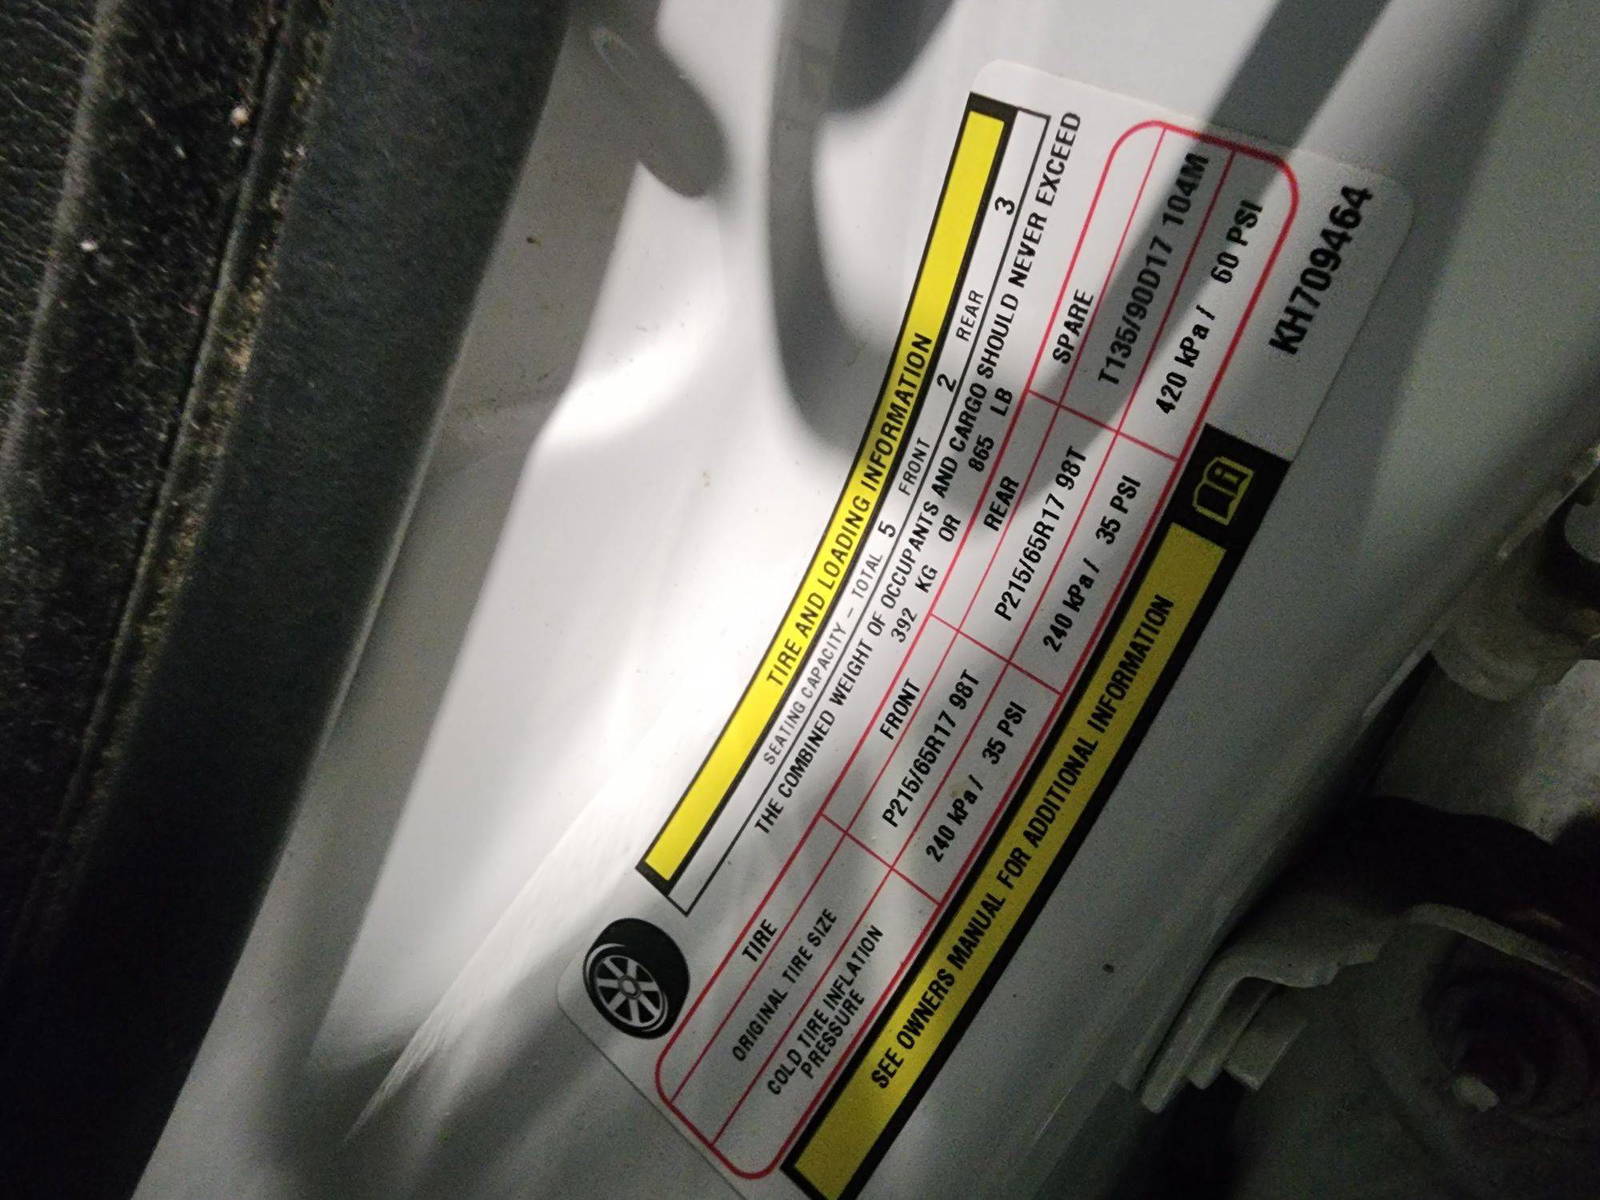 TIRE AND LOADING INFORMATION
SEATING CAPACITY – TOTAL 5 FRONT 2 REAR 3
THE COMBINED WEIGHT OF OCCUPANTS AND CARGO SHOULD NEVER EXCEED
392 KG OR 865 LB
TIRE FRONT REAR SPARE
ORIGINAL TIRE SIZE P215/65R17 98T P215/65R17 98T T135/90D17 104M
COLD TIRE INFLATION
PRESSURE 240 kPa / 35 PSI 240 kPa / 35 PSI 420 kPa / 60 PSI
SEE OWNERS MANUAL FOR ADDITIONAL INFORMATION
KH709464